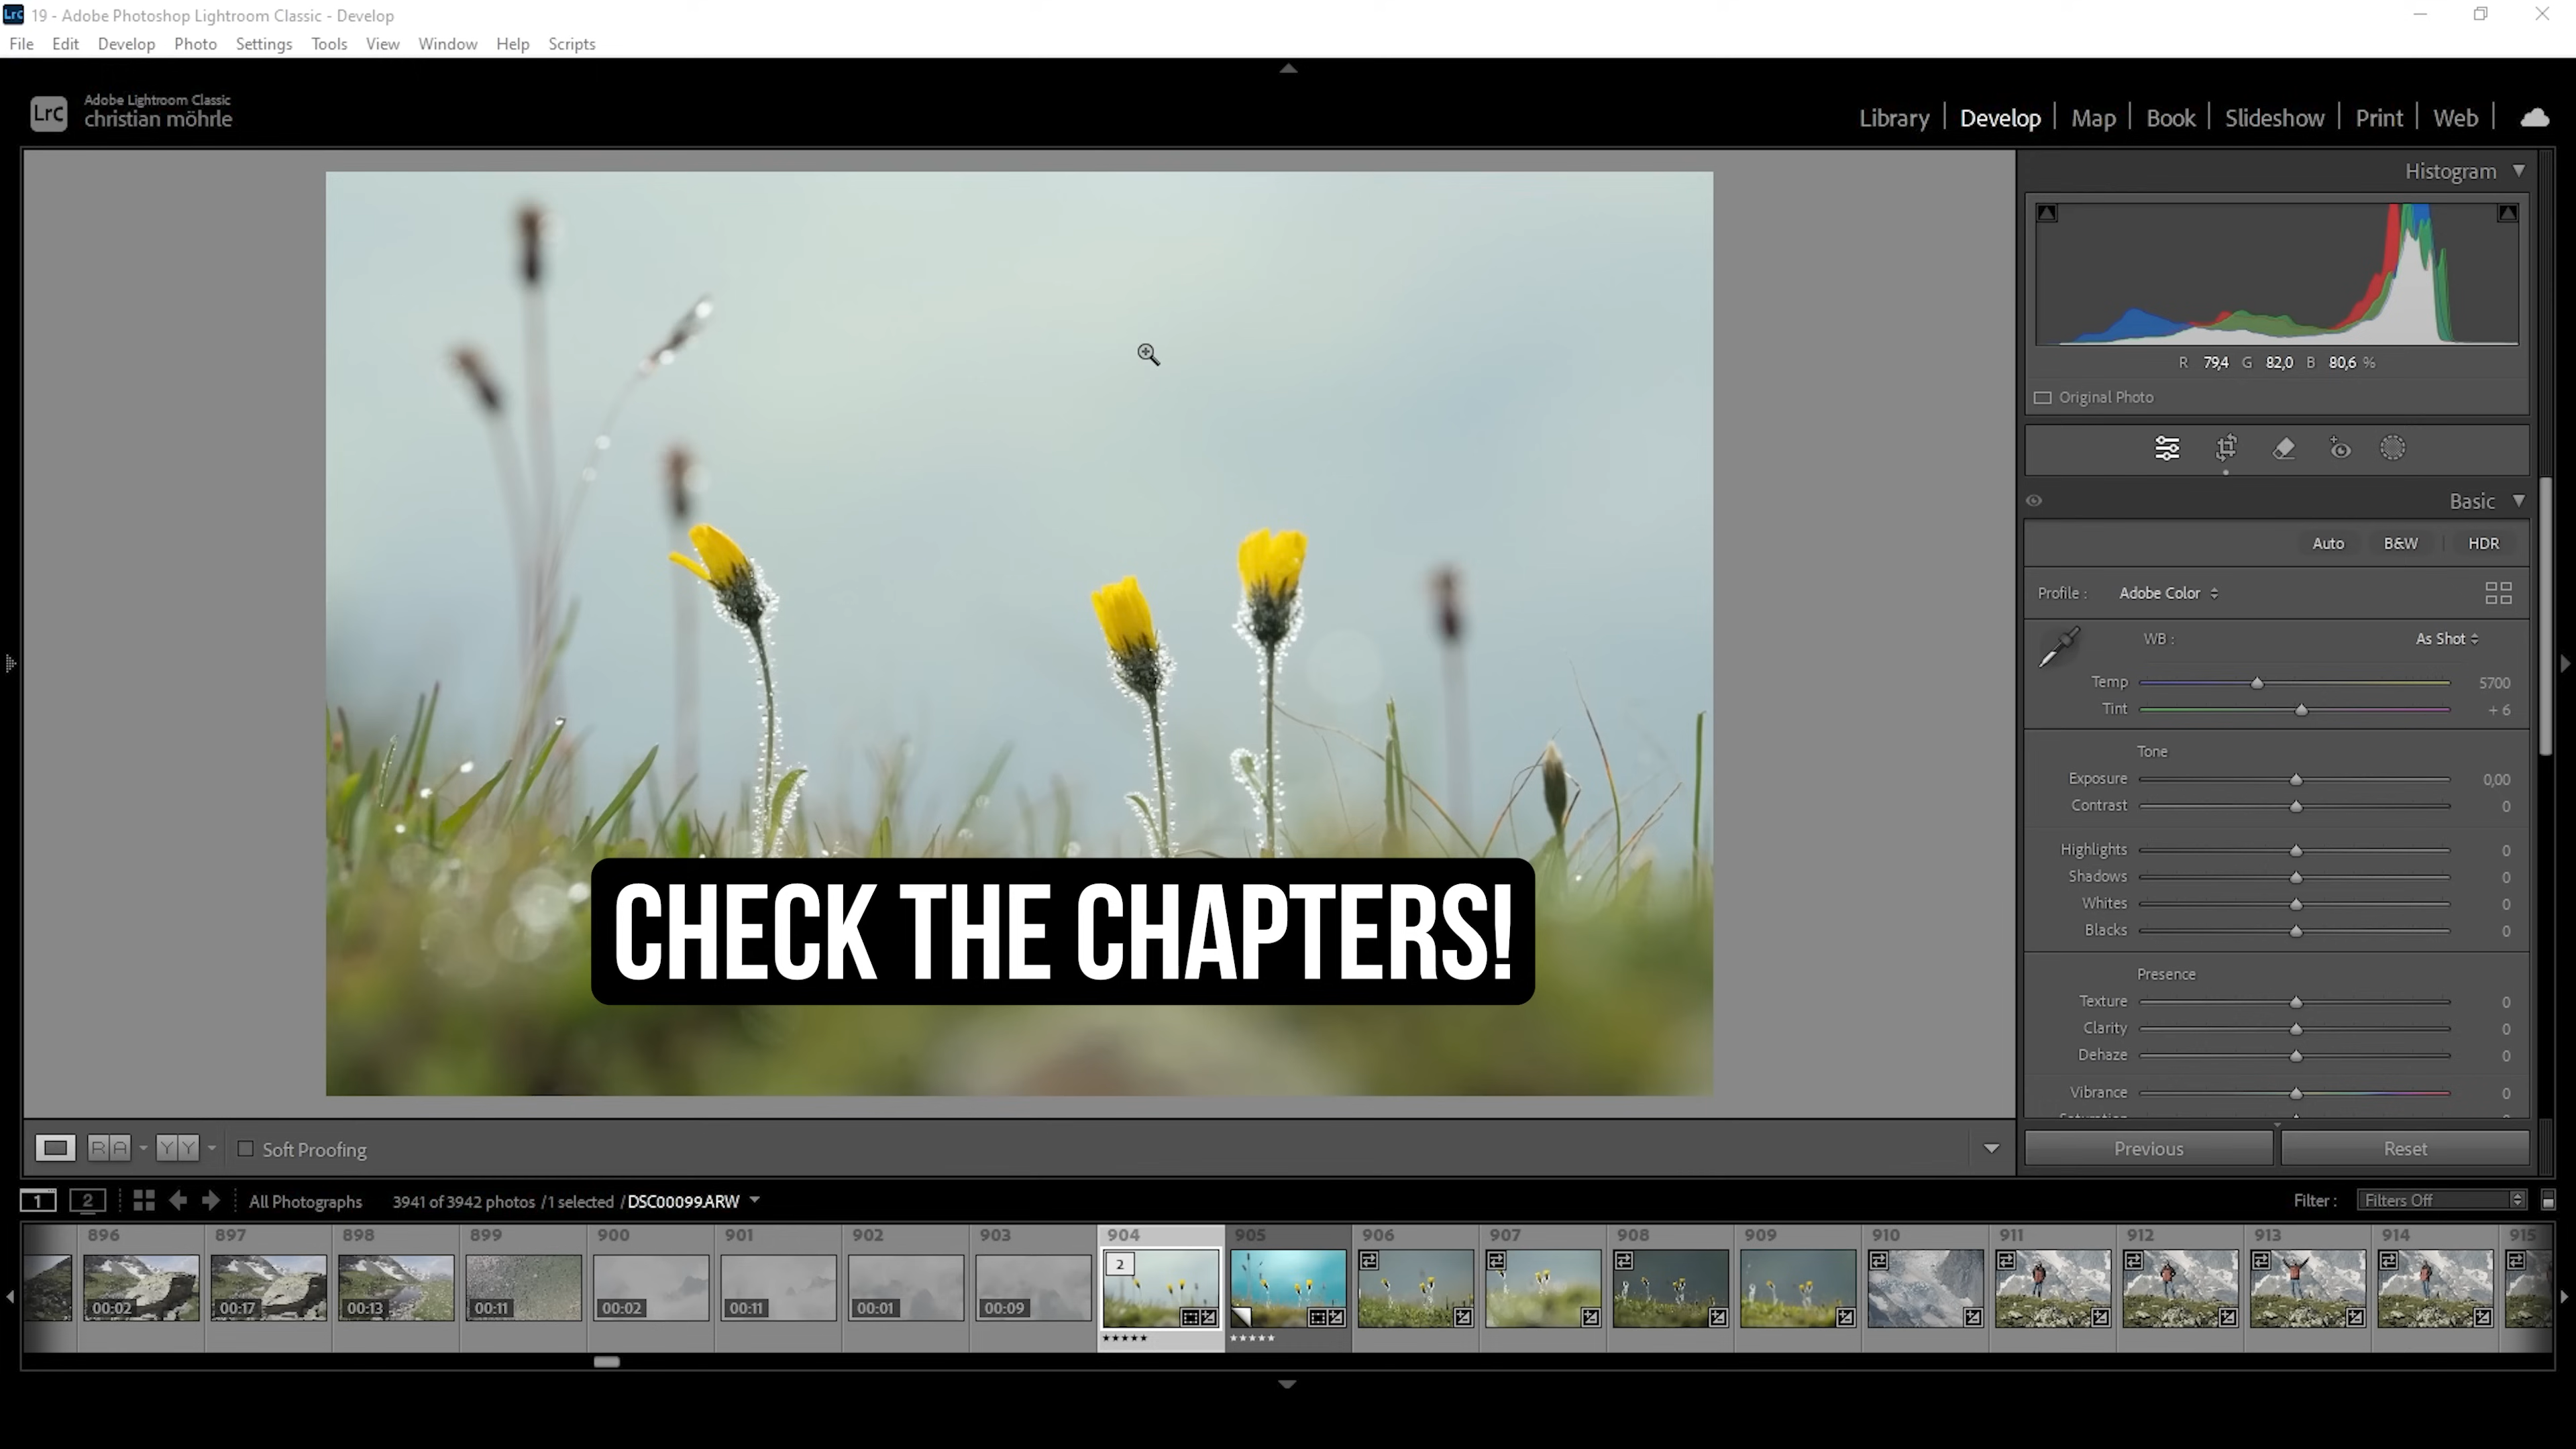 Lrc 19 - Adobe Photoshop Lightroom Classic - Develop
File Edit Develop Photo Settings Tools View Window Help Scripts
Lrc Adobe Lightroom Classic
christian möhrle
Library Develop Map Book Slideshow Print Web
Histogram
R 79,4 G 82,0 B 80,6 %
Original Photo
Basic
Auto B&W HDR
Profile : Adobe Color
WB : As Shot
Temp 5700
Tint + 6
Tone
Exposure 0,00
Contrast 0
Highlights 0
Shadows 0
Whites 0
Blacks 0
Presence
Texture 0
Clarity 0
Dehaze 0
Vibrance 0
CHECK THE CHAPTERS!
R A Y Y Soft Proofing
Previous Reset
1 2 All Photographs 3941 of 3942 photos / 1 selected / DSC00099.ARW Filter : Filters Off
896 897 898 899 900 901 902 903 904 905 906 907 908 909 910 911 912 913 914 915
2
00:02 00:17 00:13 00:11 00:02 00:11 00:01 00:09